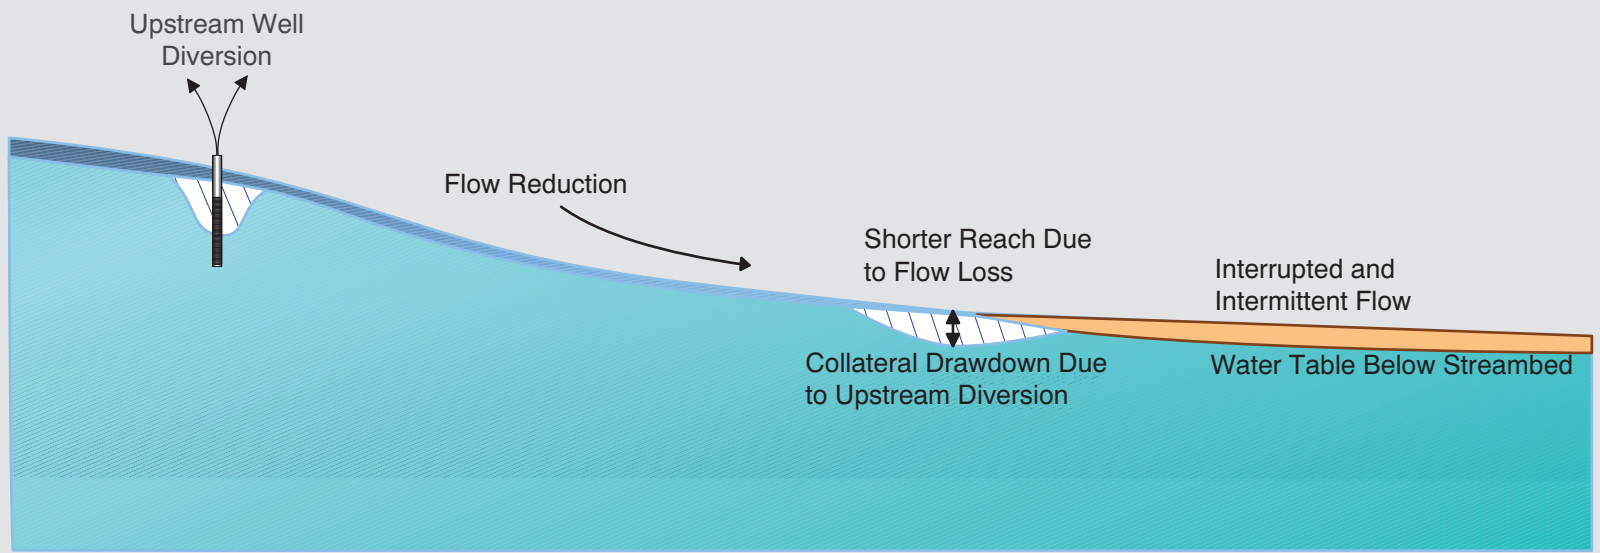 Upstream Well
Diversion
Flow Reduction
Shorter Reach Due
to Flow Loss
Interrupted and
Intermittent Flow
Collateral Drawdown Due
to Upstream Diversion
Water Table Below Streambed